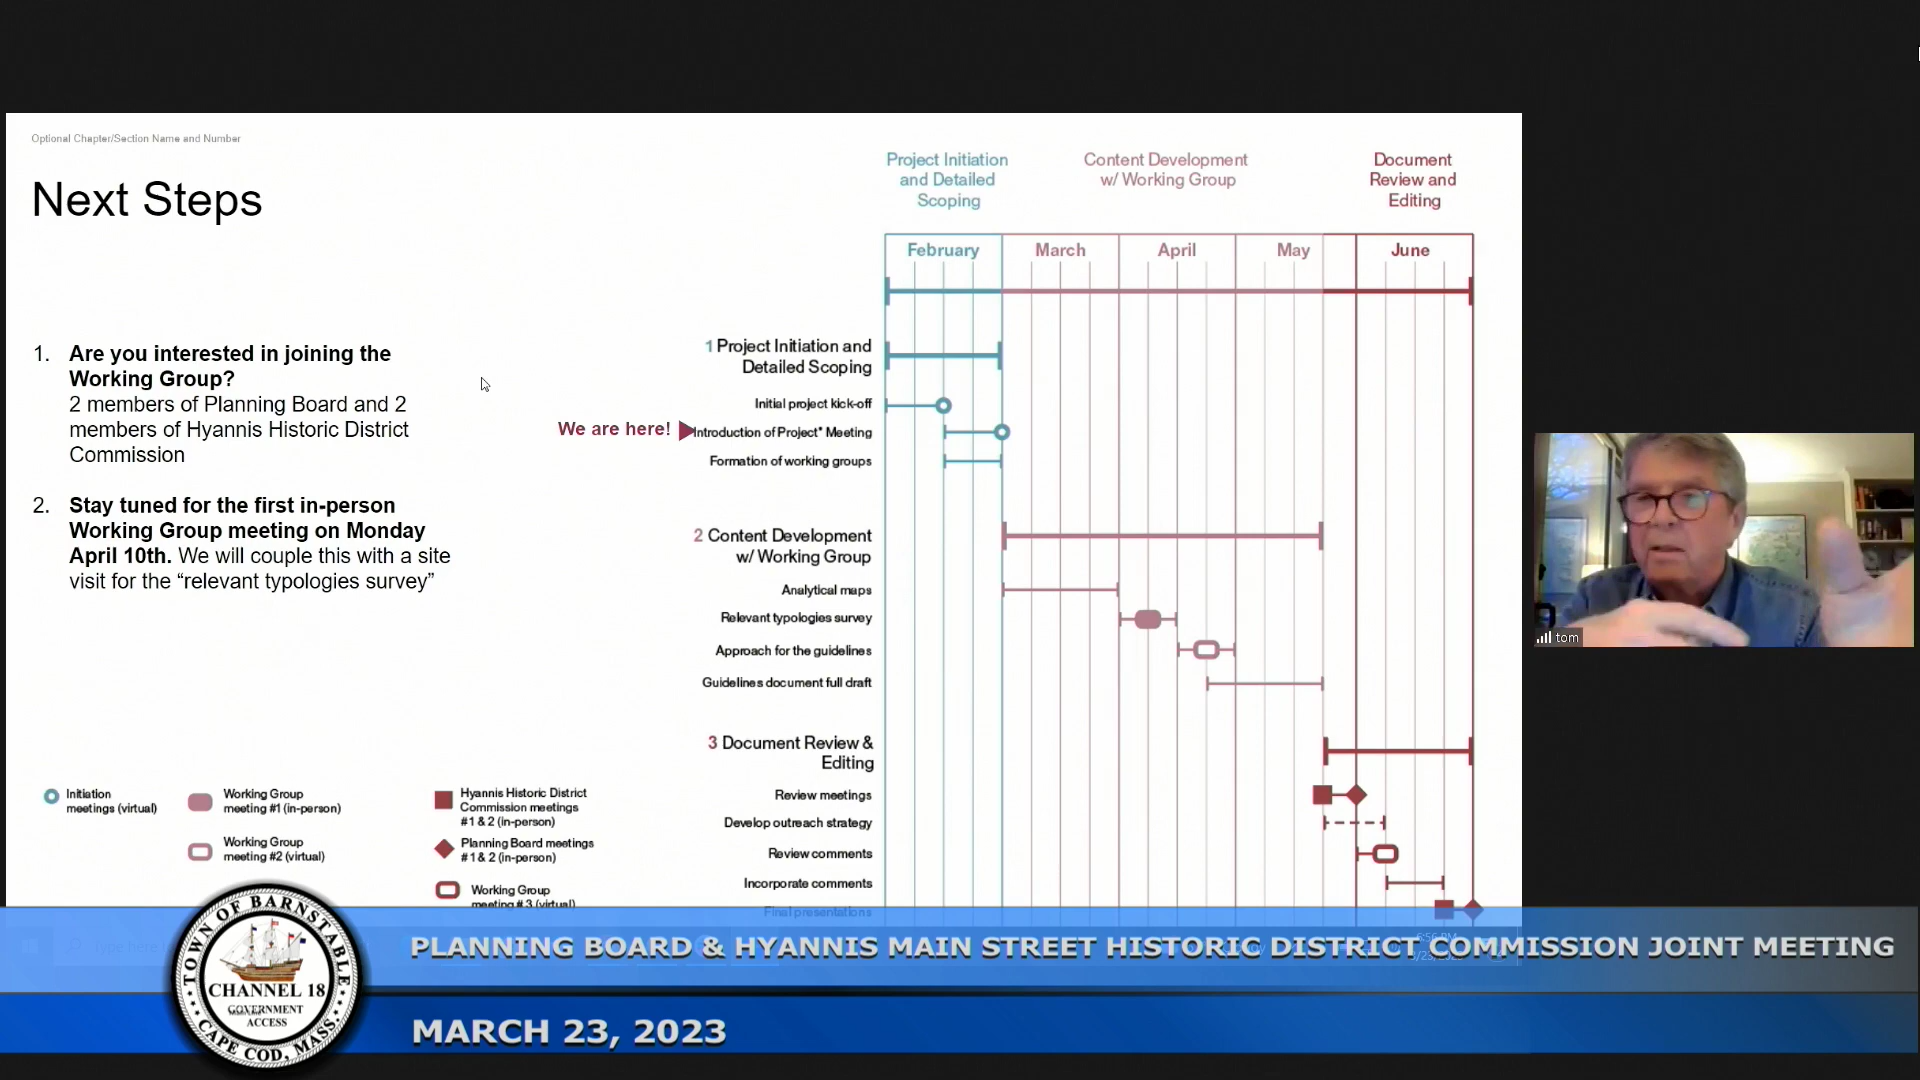 Optional Chapter/Section Name and Number
Next Steps
1. Are you interested in joining the
Working Group?
2 members of Planning Board and 2
members of Hyannis Historic District
Commission
2. Stay tuned for the first in-person
Working Group meeting on Monday
April 10th. We will couple this with a site
visit for the “relevant typologies survey”
Project Initiation
and Detailed
Scoping
Content Development
w/ Working Group
Document
Review and
Editing
February
March
April
May
June
1 Project Initiation and
Detailed Scoping
Initial project kick-off
We are here!
Introduction of Project" Meeting
Formation of working groups
2 Content Development
w/ Working Group
Analytical maps
Relevant typologies survey
Approach for the guidelines
Guidelines document full draft
3 Document Review &
Editing
Review meetings
Develop outreach strategy
Review comments
Incorporate comments
Final presentations
Initiation
meetings (virtual)
Working Group
meeting #1 (in-person)
Working Group
meeting #2 (virtual)
Hyannis Historic District
Commission meetings
#1 & 2 (in-person)
Planning Board meetings
#1 & 2 (in-person)
Working Group
meeting #3 (virtual)
tom
TOWN OF BARNSTABLE
CHANNEL 18
GOVERNMENT
ACCESS
CAPE COD, MASS.
PLANNING BOARD & HYANNIS MAIN STREET HISTORIC DISTRICT COMMISSION JOINT MEETING
MARCH 23, 2023